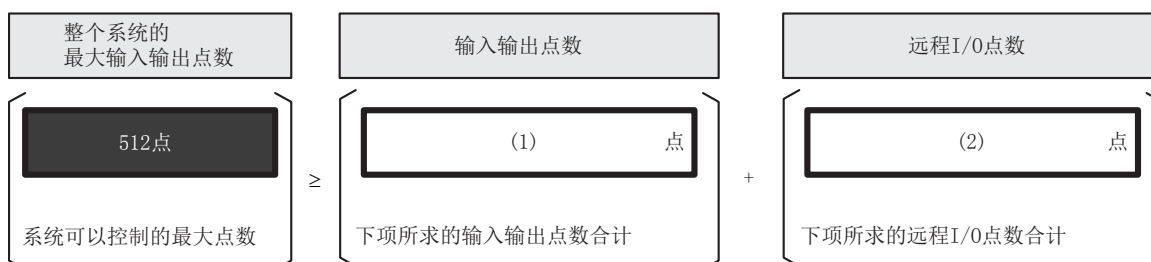 整个系统的
最大输入输出点数
输入输出点数
远程I/O点数
512点
≥
(1) 点
+
(2) 点
系统可以控制的最大点数
下项所求的输入输出点数合计
下项所求的远程I/O点数合计